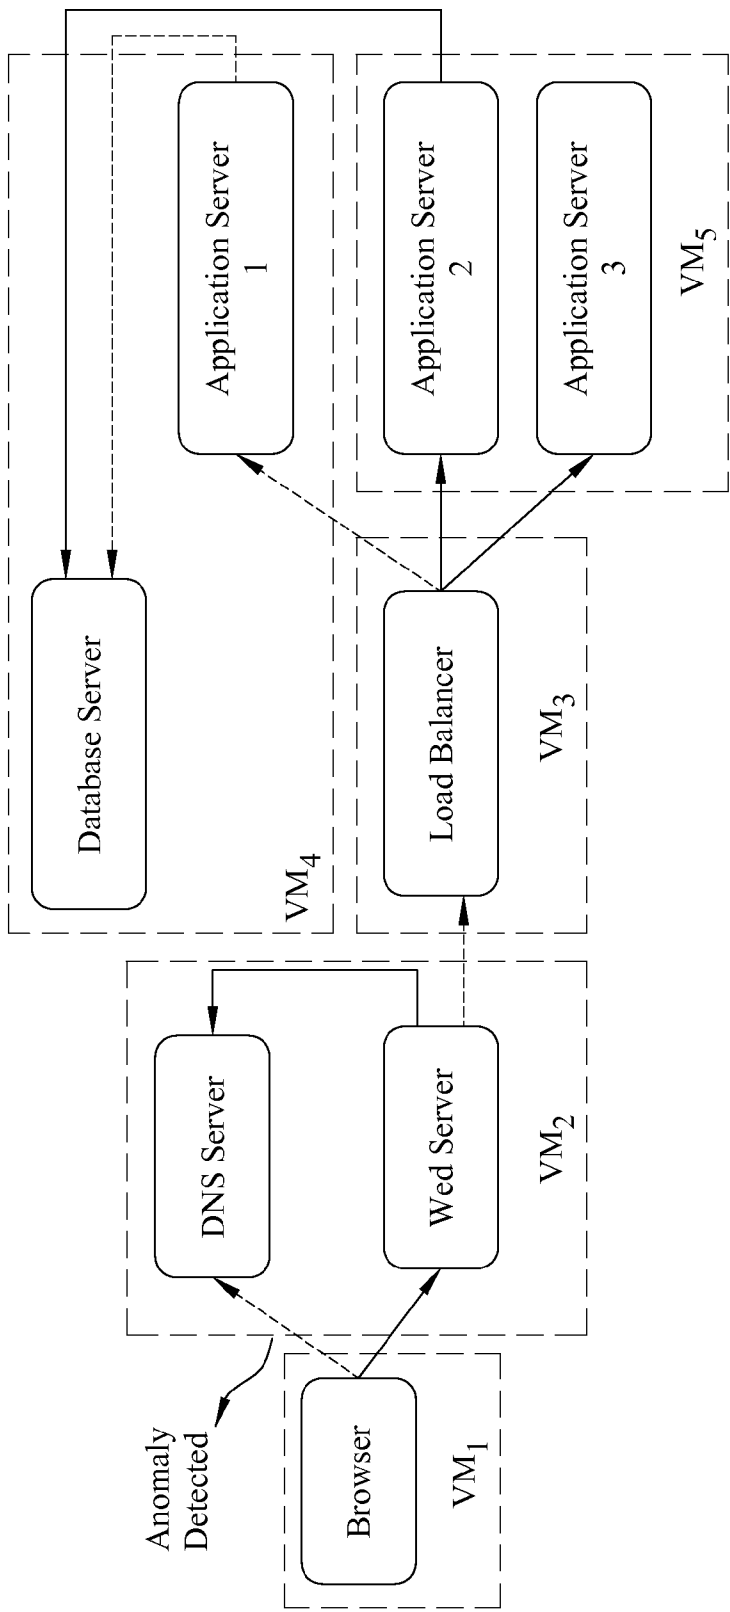 Anomaly
Detected
Browser
VM1
DNS Server
Wed Server
VM2
Database Server
VM4
Load Balancer
VM3
Application Server
1
Application Server
2
Application Server
3
VM5